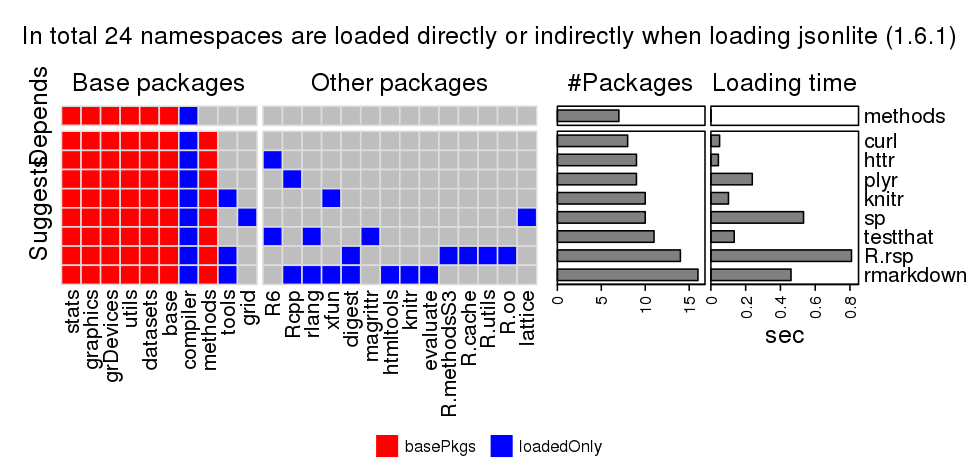 In total 24 namespaces are loaded directly or indirectly when loading jsonlite (1.6.1)
Base packages
Other packages
#Packages
Loading time
Depends
Suggests
methods
curl
httr
plyr
knitr
sp
testthat
R.rsp
rmarkdown
stats
graphics
grDevices
utils
datasets
base
compiler
methods
tools
grid
R6
Rcpp
rlang
xfun
digest
magrittr
htmltools
knitr
evaluate
R.methodsS3
R.cache
R.utils
R.oo
lattice
0
5
10
15
0
0.2
0.4
0.6
0.8
sec
basePkgs
loadedOnly